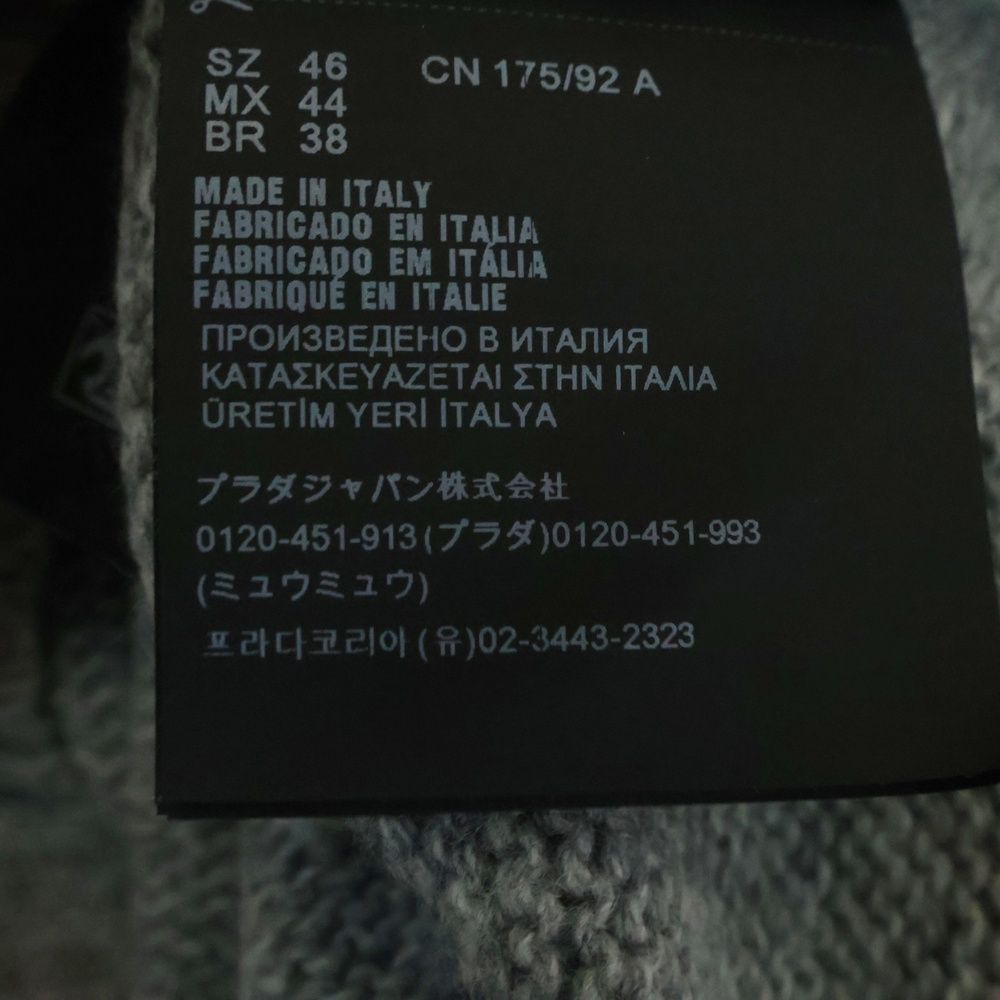 SZ 46 CN 175/92 A
MX 44
BR 38
MADE IN ITALY
FABRICADO EN ITALIA
FABRICADO EM ITÁLIA
FABRIQUÉ EN ITALIE
ПРОИЗВЕДЕНО В ИТАЛИЯ
ΚΑΤΑΣΚΕΥΑΖΕΤΑΙ ΣΤΗΝ ΙΤΑΛΙΑ
ÜRETİM YERİ İTALYA
プラダジャパン株式会社
0120-451-913(プラダ)0120-451-993
(ミュウミュウ)
프라다코리아(유)02-3443-2323